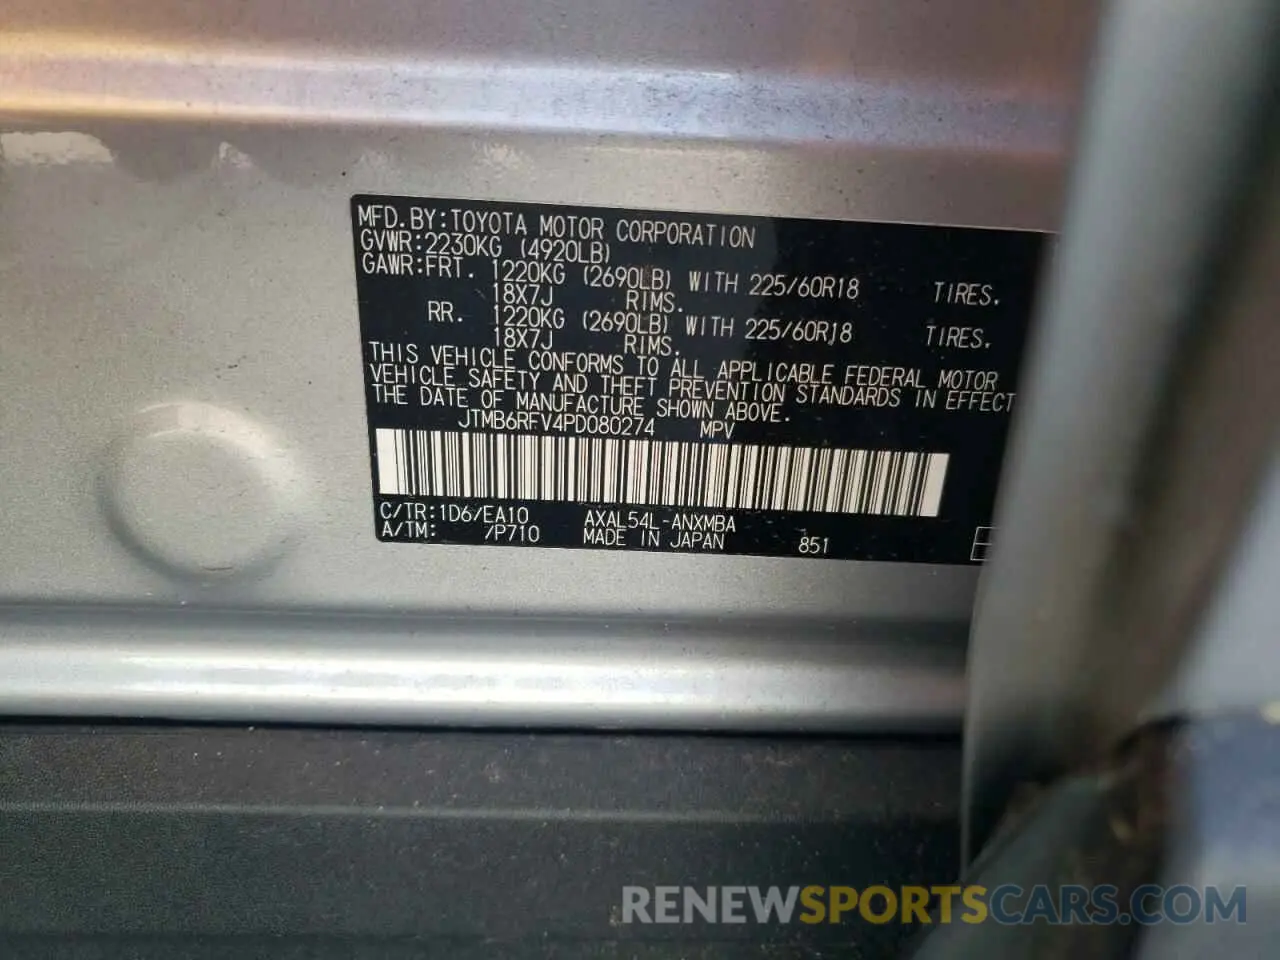 MFD.BY:TOYOTA MOTOR CORPORATION
GVWR:2230KG (4920LB)
GAWR:FRT. 1220KG (2690LB) WITH 225/60R18 TIRES.
18X7J RIMS.
RR. 1220KG (2690LB) WITH 225/60R18 TIRES.
18X7J RIMS.
THIS VEHICLE CONFORMS TO ALL APPLICABLE FEDERAL MOTOR
VEHICLE SAFETY AND THEFT PREVENTION STANDARDS IN EFFECT
THE DATE OF MANUFACTURE SHOWN ABOVE.
JTMB6RFV4PD080274 MPV
C/TR:1D6/EA10 AXAL54L-ANXMBA
A/TM: /P710 MADE IN JAPAN 851
RENEWSPORTSCARS.COM